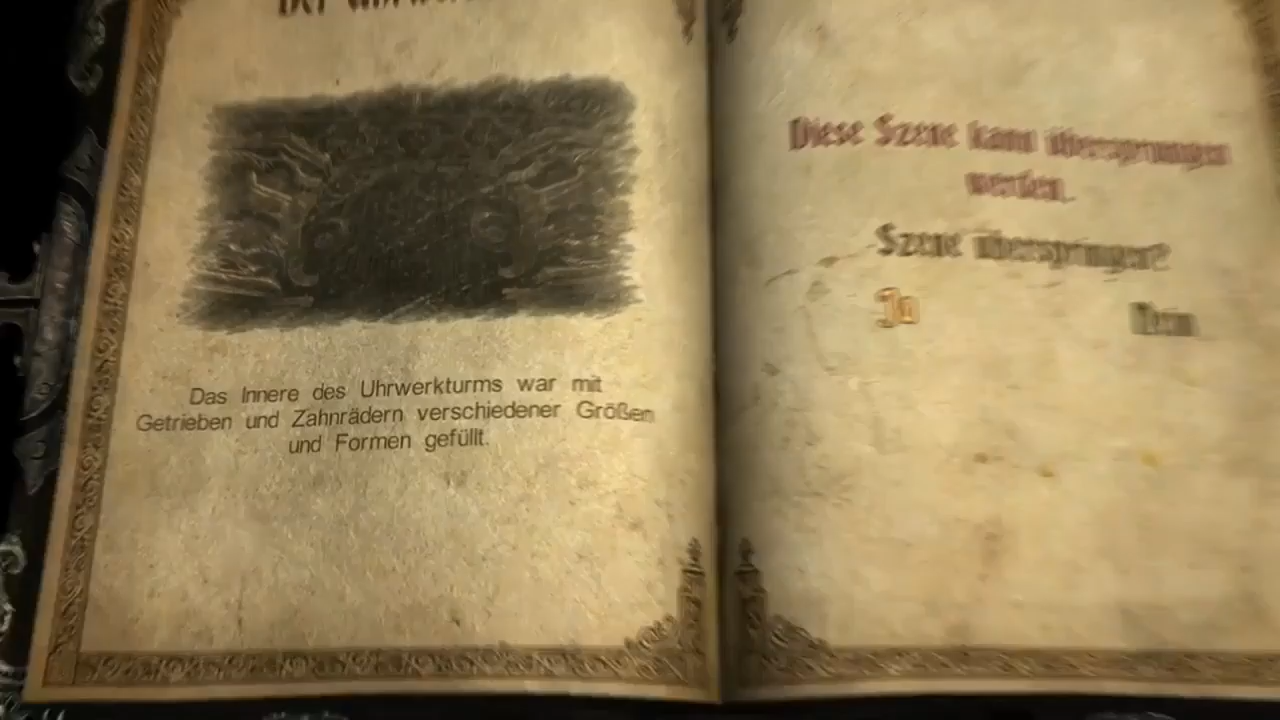 Der
Das Innere des Uhrwerkturms war mit
Getrieben und Zahnrädern verschiedener Größen
und Formen gefüllt.
Diese Szene kann übersprungen
werden.
Szene überspringen?
Ja
Nein